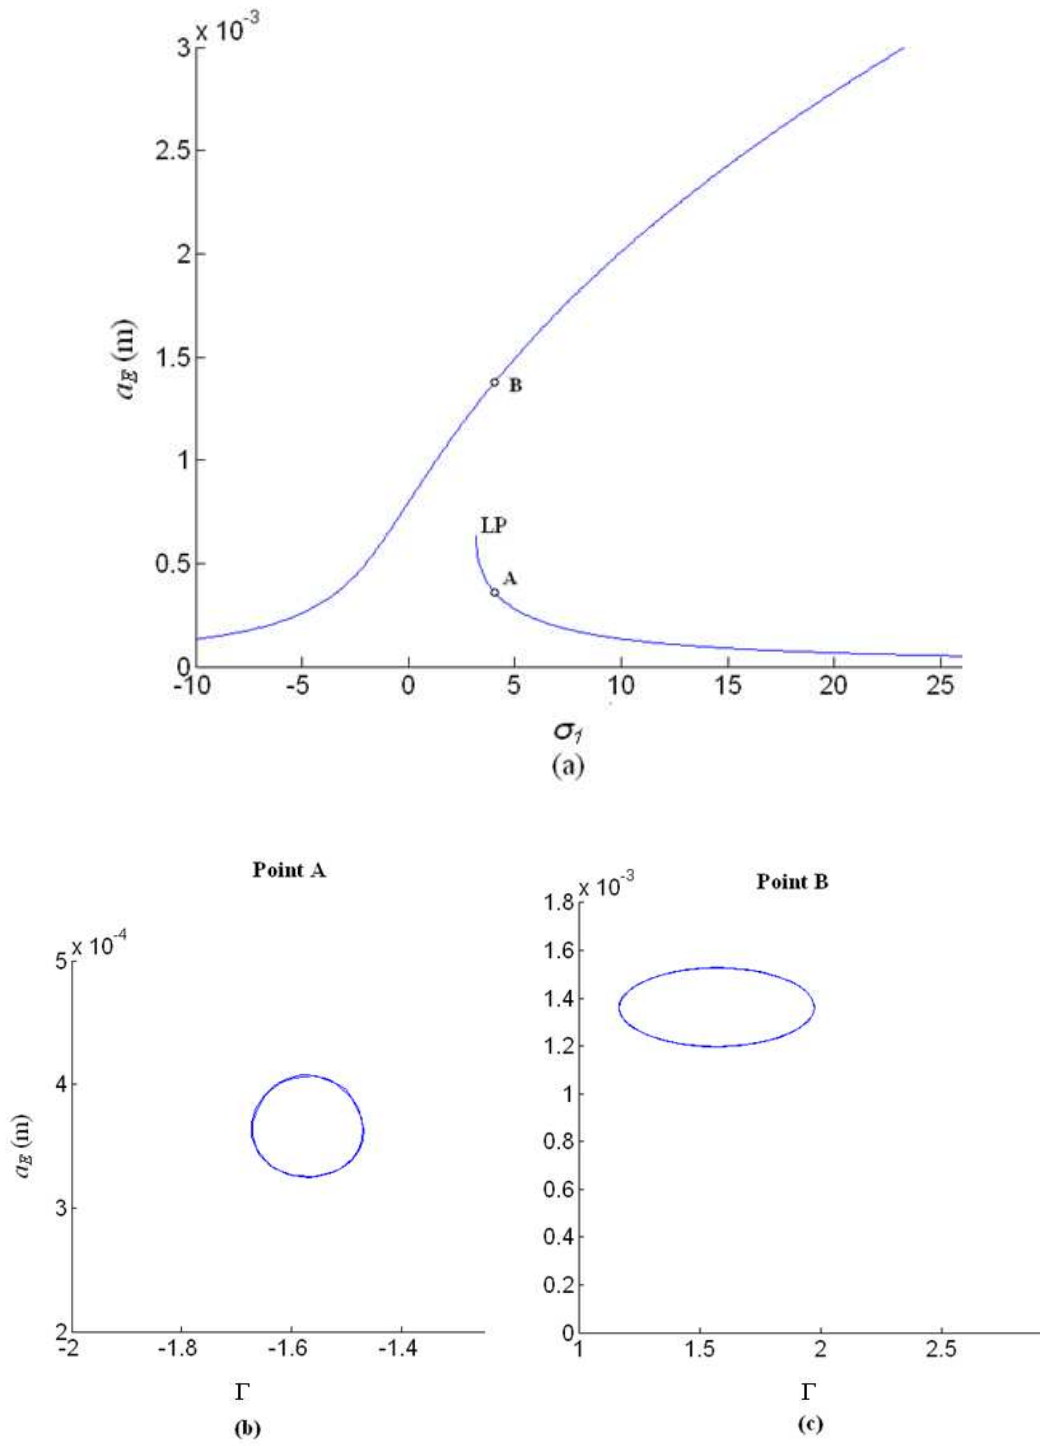 x 10^-3
3
2.5
2
1.5
1
0.5
0
a_E (m)
B
LP
A
-10 -5 0 5 10 15 20 25
σ_1
(a)
Point A
x 10^-4
5
4
3
2
a_E (m)
-2 -1.8 -1.6 -1.4
Γ
(b)
Point B
x 10^-3
1.8
1.6
1.4
1.2
1
0.8
0.6
0.4
0.2
0
1 1.5 2 2.5
Γ
(c)